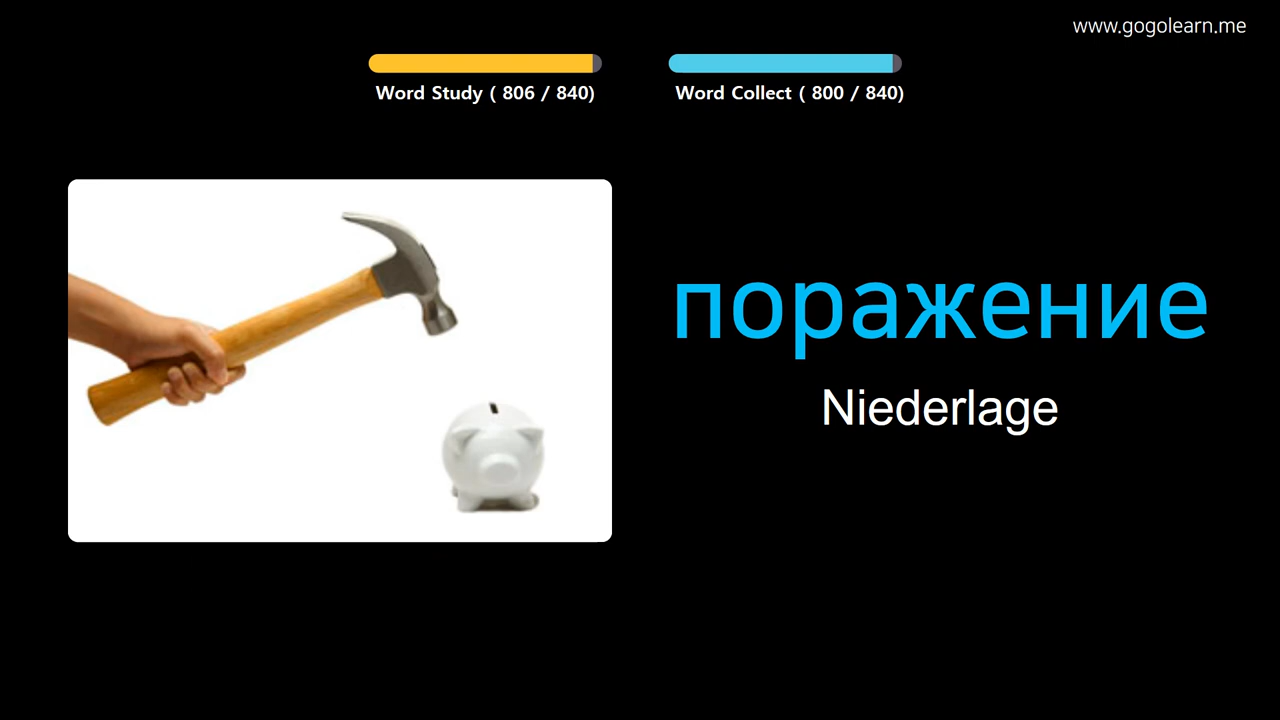 www.gogolearn.me
Word Study ( 806 / 840)
Word Collect ( 800 / 840)
поражение
Niederlage